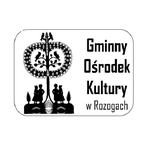 Gminny
Ośrodek
Kultury
w Rozogach